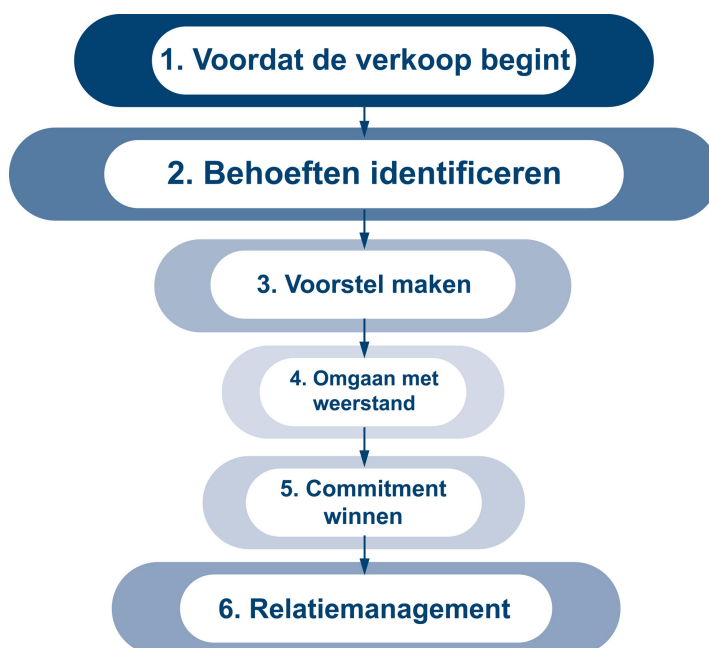 1. Voordat de verkoop begint
2. Behoeften identificeren
3. Voorstel maken
4. Omgaan met
weerstand
5. Commitment
winnen
6. Relatiemanagement